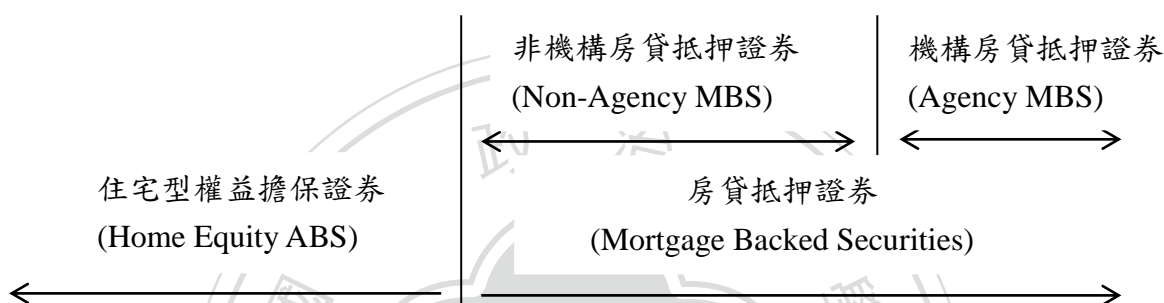 非機構房貸抵押證券
(Non-Agency MBS)
機構房貸抵押證券
(Agency MBS)
政 治
住宅型權益擔保證券
(Home Equity ABS)
房貸抵押證券
(Mortgage Backed Securities)